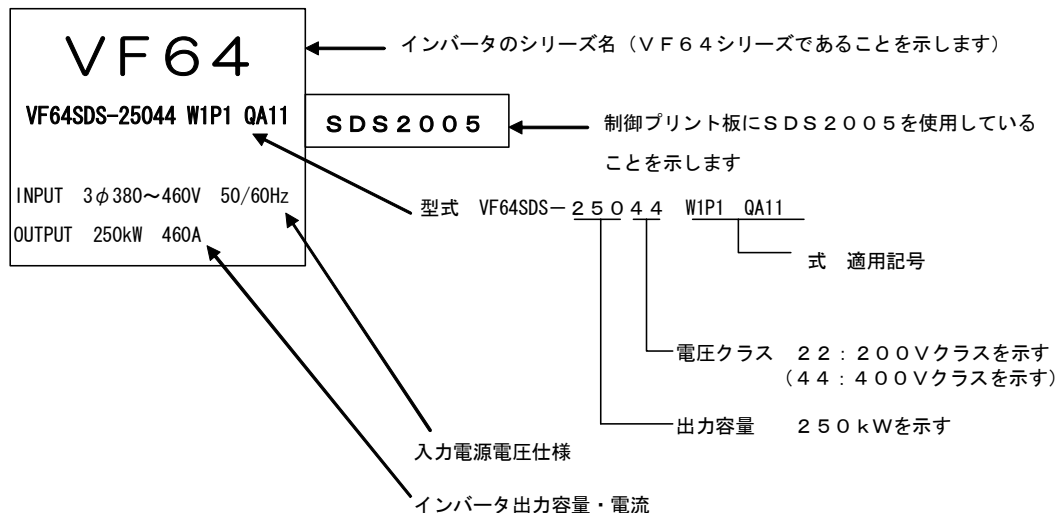 VF64
インバータのシリーズ名（ＶＦ６４シリーズであることを示します）
VF64SDS-25044 W1P1 QA11
ＳＤＳ２００５
制御プリント板にＳＤＳ２００５を使用している
ことを示します
INPUT 3φ380～460V 50/60Hz
OUTPUT 250kW 460A
型式 VF64SDS－２５０４４ W1P1 QA11
式 適用記号
電圧クラス ２２：２００Ｖクラスを示す
（４４：４００Ｖクラスを示す）
出力容量 ２５０ｋＷを示す
入力電源電圧仕様
インバータ出力容量・電流